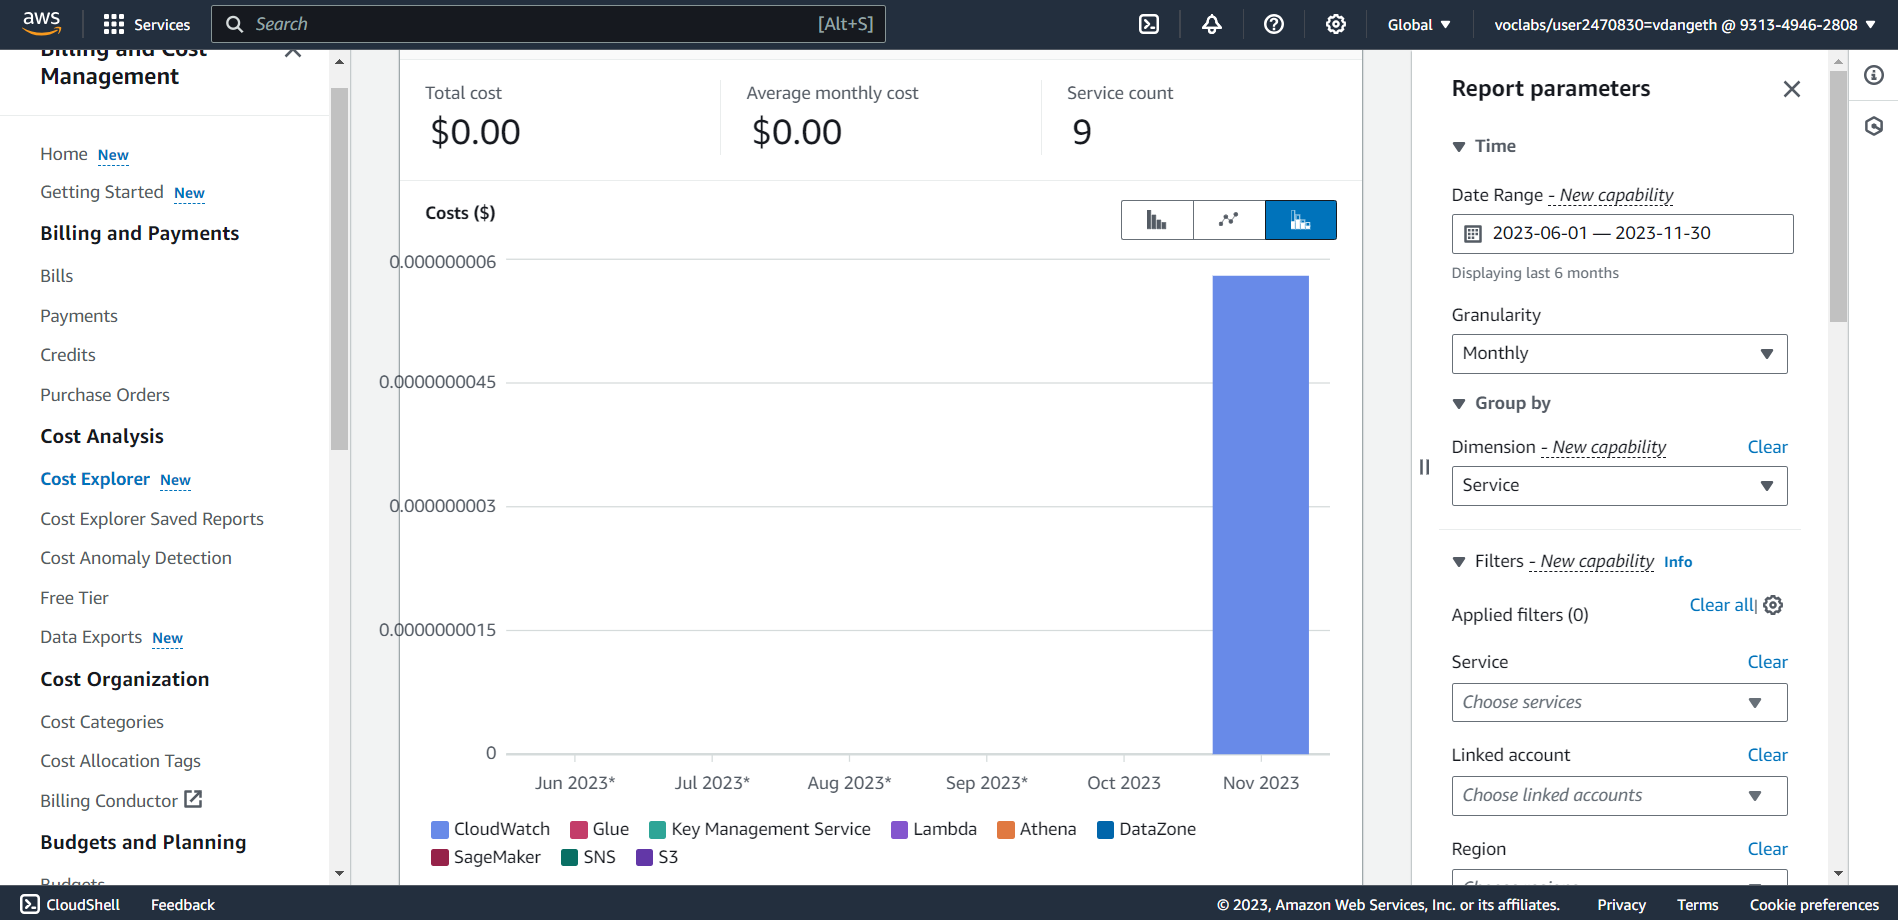 aws
Services
Search
[Alt+S]
Global
voclabs/user2470830=vdangeth @ 9313-4946-2808
Billing and Cost
Management
Home New
Getting Started New
Billing and Payments
Bills
Payments
Credits
Purchase Orders
Cost Analysis
Cost Explorer New
Cost Explorer Saved Reports
Cost Anomaly Detection
Free Tier
Data Exports New
Cost Organization
Cost Categories
Cost Allocation Tags
Billing Conductor
Budgets and Planning
Budgets
Total cost
$0.00
Average monthly cost
$0.00
Service count
9
Costs ($)
0.000000006
0.0000000045
0.000000003
0.0000000015
0
Jun 2023*
Jul 2023*
Aug 2023*
Sep 2023*
Oct 2023
Nov 2023
CloudWatch
Glue
Key Management Service
Lambda
Athena
DataZone
SageMaker
SNS
S3
Report parameters
Time
Date Range - New capability
2023-06-01 — 2023-11-30
Displaying last 6 months
Granularity
Monthly
Group by
Dimension - New capability
Clear
Service
Filters - New capability Info
Applied filters (0)
Clear all|
Service
Clear
Choose services
Linked account
Clear
Choose linked accounts
Region
Clear
Choose regions
CloudShell
Feedback
© 2023, Amazon Web Services, Inc. or its affiliates.
Privacy
Terms
Cookie preferences